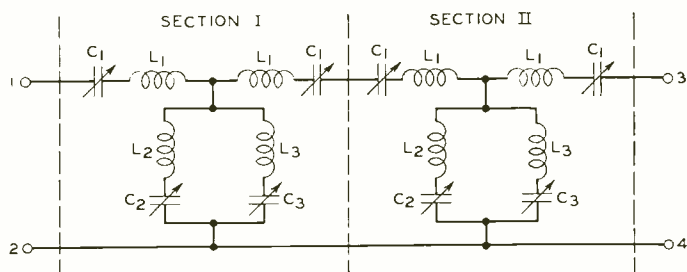 SECTION I SECTION II
C1 L1 L1 C1 C1 L1 L1 C1
1 3
L2 L3 L2 L3
C2 C3 C2 C3
2 4